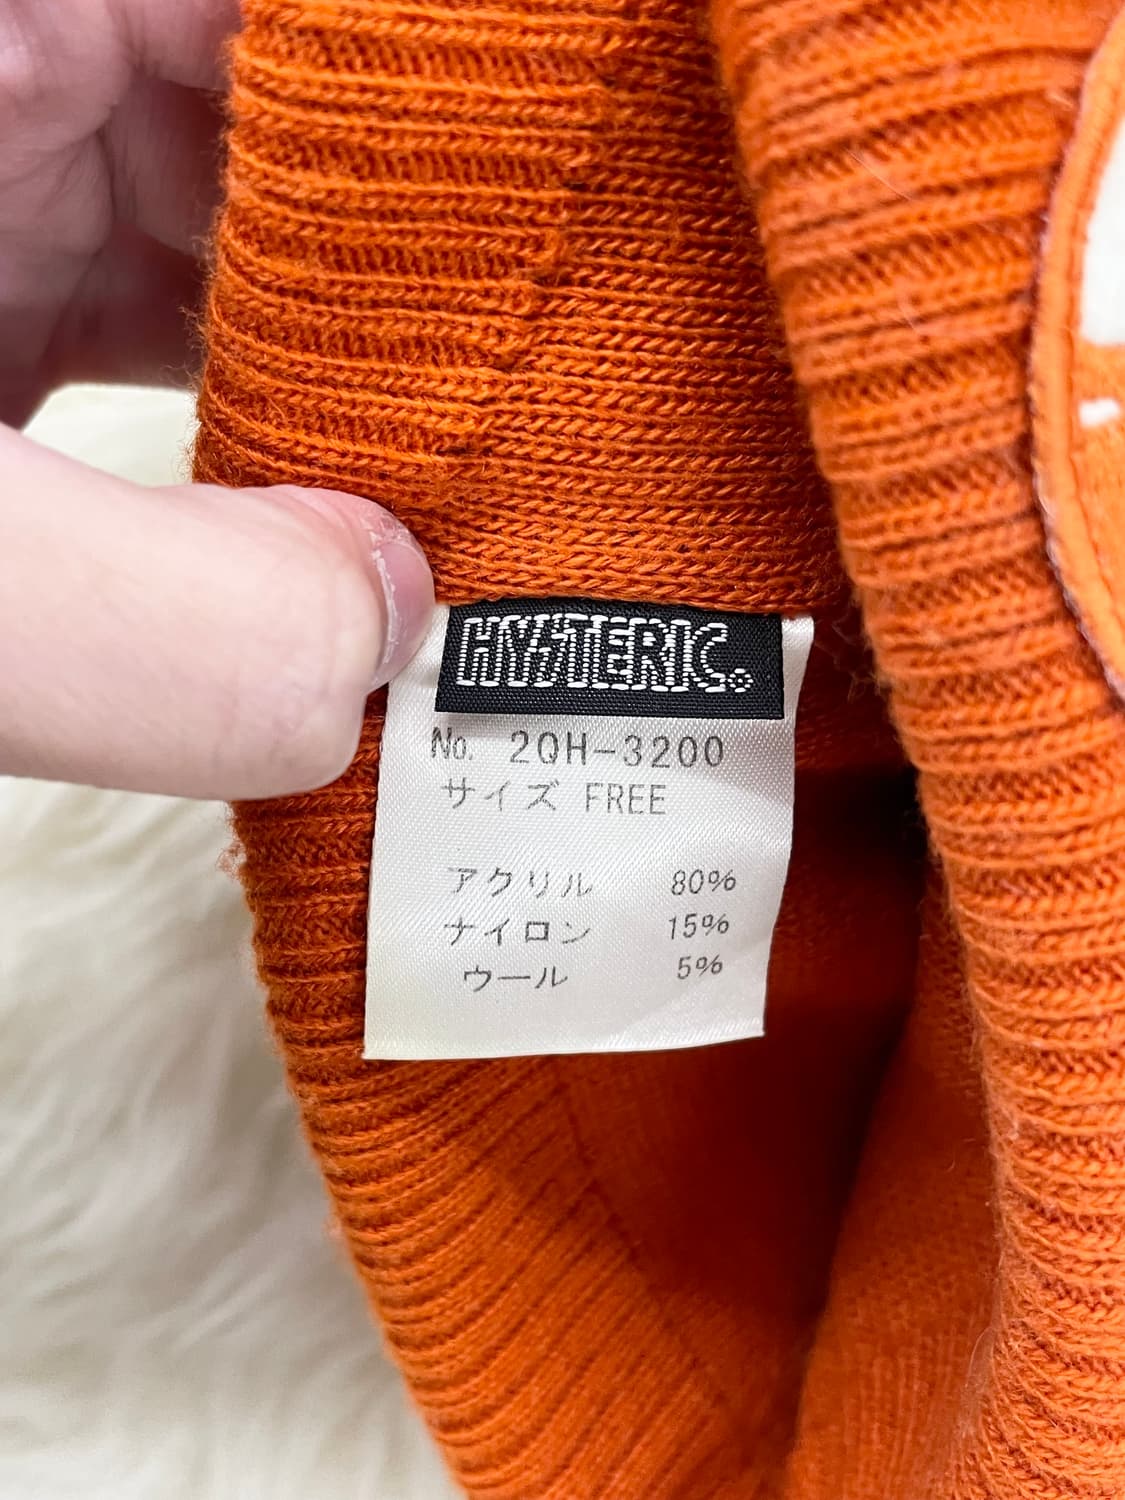 HYSTERIC.
No. 2QH-3200
サイズ FREE
アクリル 80%
ナイロン 15%
ウール 5%